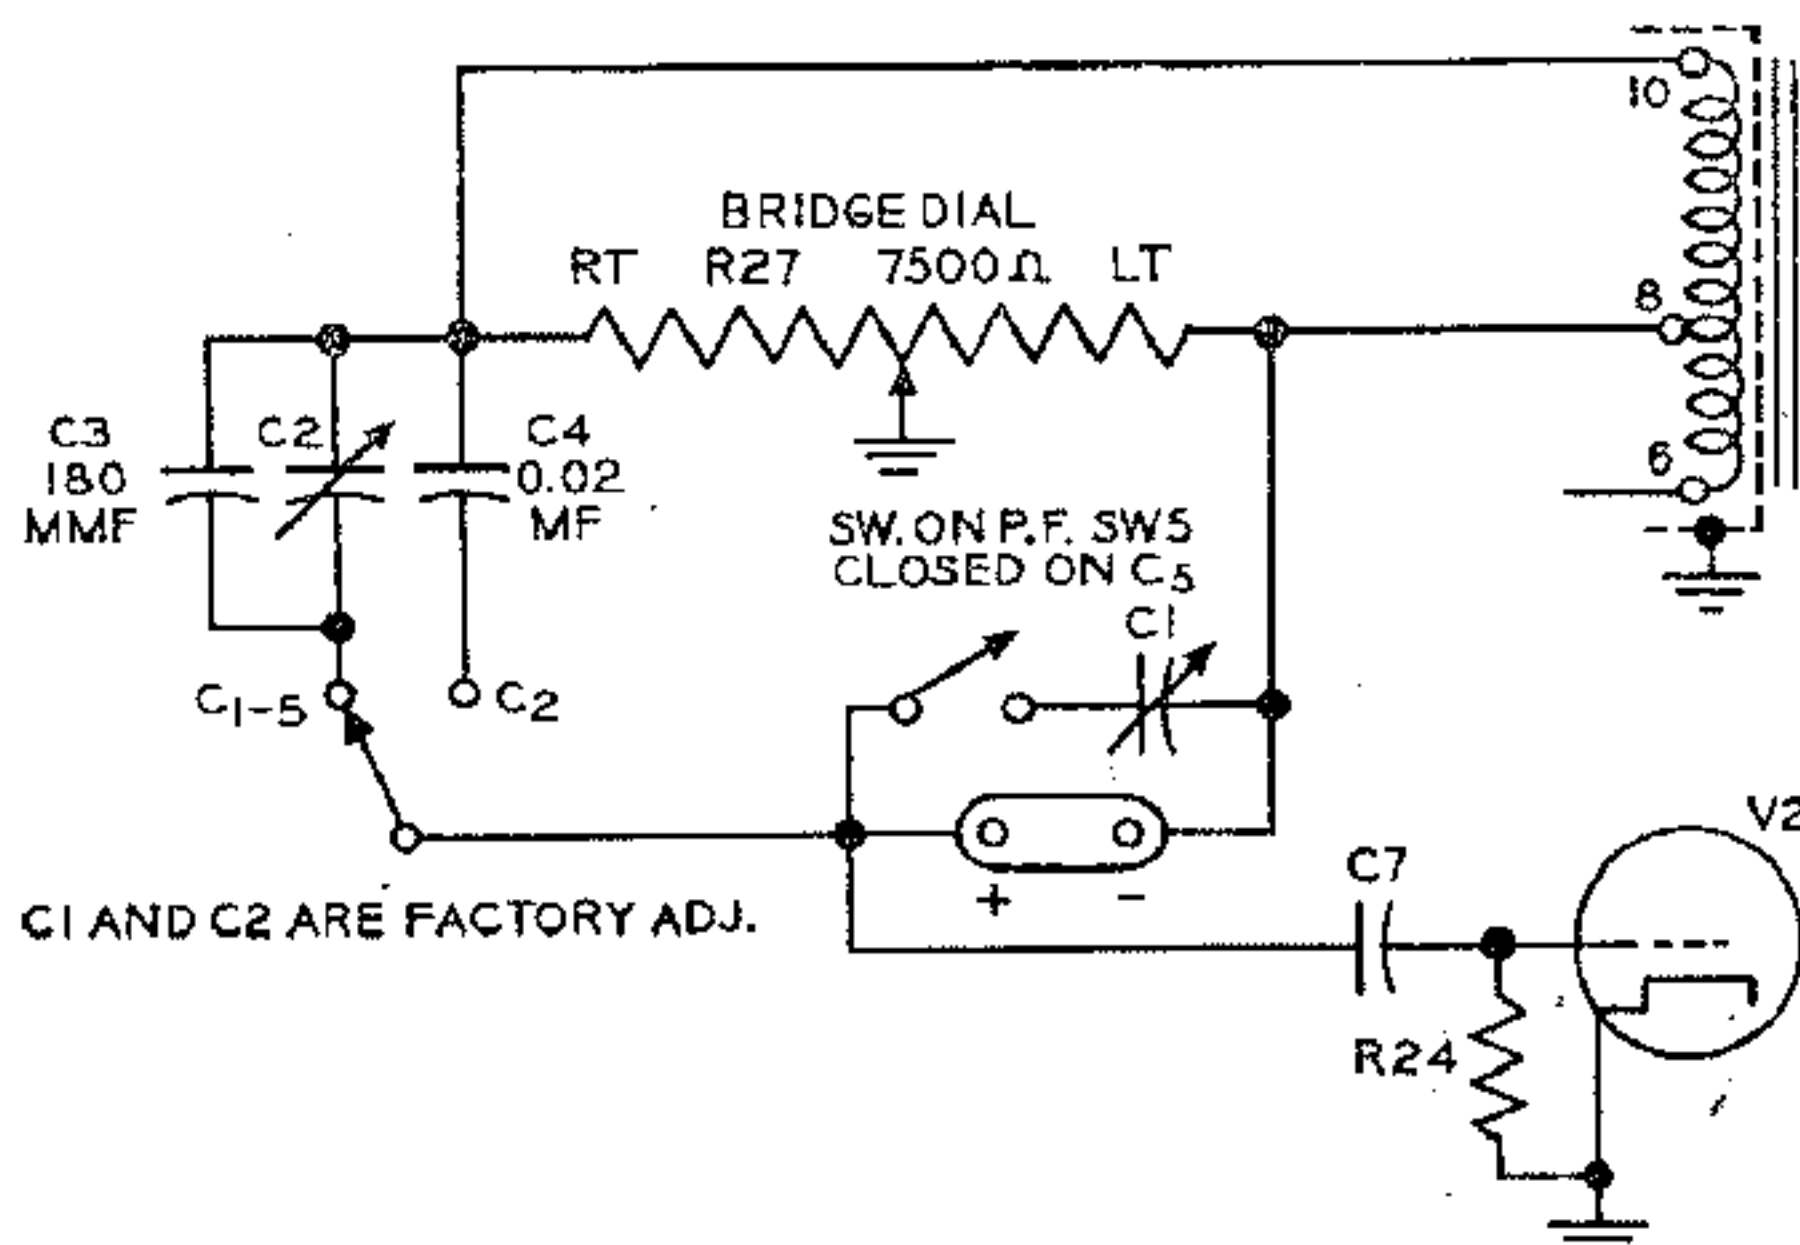 10
BRIDGE DIAL
RT R27 7500Ω LT
8
C3
180
MMF
C2
C4
0.02
MF
6
SW. ON P.F. SW5
CLOSED ON C5
C1
C1-5
C2
+ −
V2
C7
C1 AND C2 ARE FACTORY ADJ.
R24